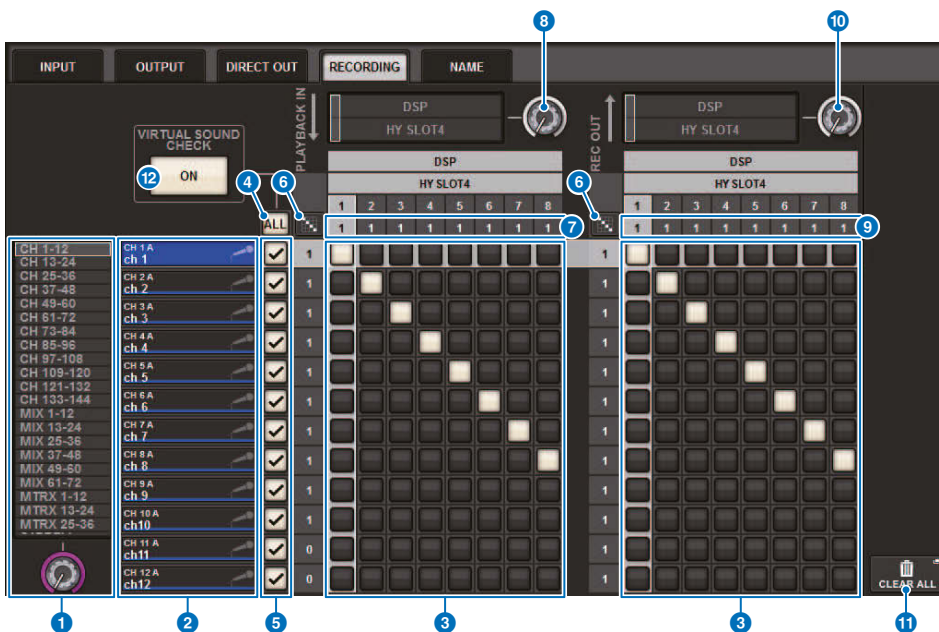 8
10
INPUT
OUTPUT
DIRECT OUT
RECORDING
NAME
VIRTUAL SOUND CHECK
12
ON
4
ALL
6
PLAYBACK IN
DSP
HY SLOT4
DSP
HY SLOT4
1 2 3 4 5 6 7 8
1 1 1 1 1 1 1 1
7
6
REC OUT
DSP
HY SLOT4
DSP
HY SLOT4
1 2 3 4 5 6 7 8
1 1 1 1 1 1 1 1
9
CH 1-12
CH 13-24
CH 25-36
CH 37-48
CH 49-60
CH 61-72
CH 73-84
CH 85-96
CH 97-108
CH 109-120
CH 121-132
CH 133-144
MIX 1-12
MIX 13-24
MIX 25-36
MIX 37-48
MIX 49-60
MIX 61-72
MTRX 1-12
MTRX 13-24
MTRX 25-36
CH 1 A
ch 1
1
1
CH 2 A
ch 2
1
1
CH 3 A
ch 3
1
1
CH 4 A
ch 4
1
1
CH 5 A
ch 5
1
1
CH 6 A
ch 6
1
1
CH 7 A
ch 7
1
1
CH 8 A
ch 8
1
1
CH 9 A
ch 9
1
1
CH 10 A
ch10
1
1
CH 11 A
ch11
0
1
CH 12 A
ch12
0
1
CLEAR ALL
1
2
5
3
3
11